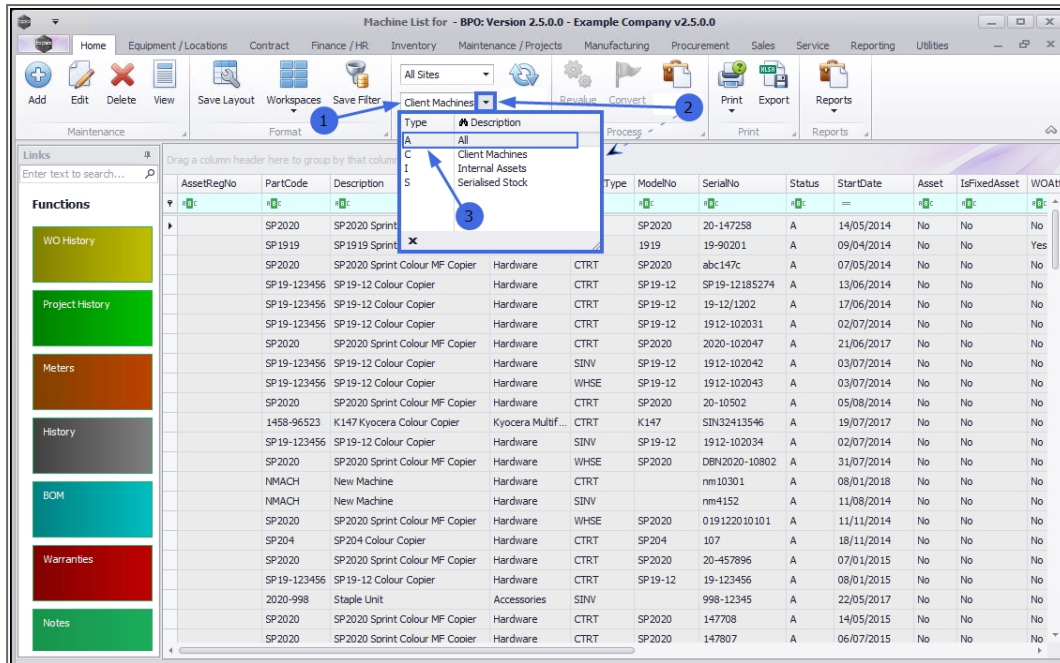 Machine List for - BPO: Version 2.5.0.0 - Example Company v2.5.0.0
Home Equipment / Locations Contract Finance / HR Inventory Maintenance / Projects Manufacturing Procurement Sales Service Reporting Utilities
All Sites
Add Edit Delete View Save Layout Workspaces Save Filter Client Machines Revalue Convert Print Export Reports
1 2
Maintenance Format Process Print Reports
Type Description
A All
C Client Machines
I Internal Assets
S Serialised Stock
3
x
Links
Enter text to search...
Functions
WO History
Project History
Meters
History
BOM
Warranties
Notes
Drag a column header here to group by that column
AssetRegNo PartCode Description Type ModelNo SerialNo Status StartDate Asset IsFixedAsset
SP2020 SP2020 Sprint SP2020 20-147258 A 14/05/2014 No No No
SP1919 SP1919 Sprint 1919 19-90201 A 09/04/2014 No No Yes
SP2020 SP2020 Sprint Colour MF Copier Hardware CTRT SP2020 abc147c A 07/05/2014 No No No
SP19-123456 SP19-12 Colour Copier Hardware CTRT SP19-12 SP19-12185274 A 13/06/2014 No No No
SP19-123456 SP19-12 Colour Copier Hardware CTRT SP19-12 19-12/1202 A 17/06/2014 No No No
SP19-123456 SP19-12 Colour Copier Hardware CTRT SP19-12 1912-102031 A 02/07/2014 No No No
SP2020 SP2020 Sprint Colour MF Copier Hardware CTRT SP2020 2020-102047 A 21/06/2017 No No No
SP19-123456 SP19-12 Colour Copier Hardware SINV SP19-12 1912-102042 A 03/07/2014 No No No
SP19-123456 SP19-12 Colour Copier Hardware WHSE SP19-12 1912-102043 A 03/07/2014 No No No
SP2020 SP2020 Sprint Colour MF Copier Hardware CTRT SP2020 20-10502 A 05/08/2014 No No No
1458-96523 K147 Kyocera Colour Copier Kyocera Multif... CTRT K147 SIN32413546 A 19/07/2017 No No No
SP19-123456 SP19-12 Colour Copier Hardware SINV SP19-12 1912-102034 A 02/07/2014 No No No
SP2020 SP2020 Sprint Colour MF Copier Hardware WHSE SP2020 DBN2020-10802 A 31/07/2014 No No No
NMACH New Machine Hardware CTRT nm10301 A 08/01/2018 No No No
NMACH New Machine Hardware SINV nm4152 A 11/08/2014 No No No
SP2020 SP2020 Sprint Colour MF Copier Hardware WHSE SP2020 019122010101 A 11/11/2014 No No No
SP204 SP204 Colour Copier Hardware CTRT SP204 107 A 18/11/2014 No No No
SP2020 SP2020 Sprint Colour MF Copier Hardware CTRT SP2020 20-457896 A 07/01/2015 No No No
SP19-123456 SP19-12 Colour Copier Hardware CTRT SP19-12 19-123456 A 08/01/2015 No No No
2020-998 Staple Unit Accessories SINV 998-12345 A 22/05/2017 No No No
SP2020 SP2020 Sprint Colour MF Copier Hardware CTRT SP2020 147708 A 14/05/2015 No No No
SP2020 SP2020 Sprint Colour MF Copier Hardware CTRT SP2020 147807 A 06/07/2015 No No No